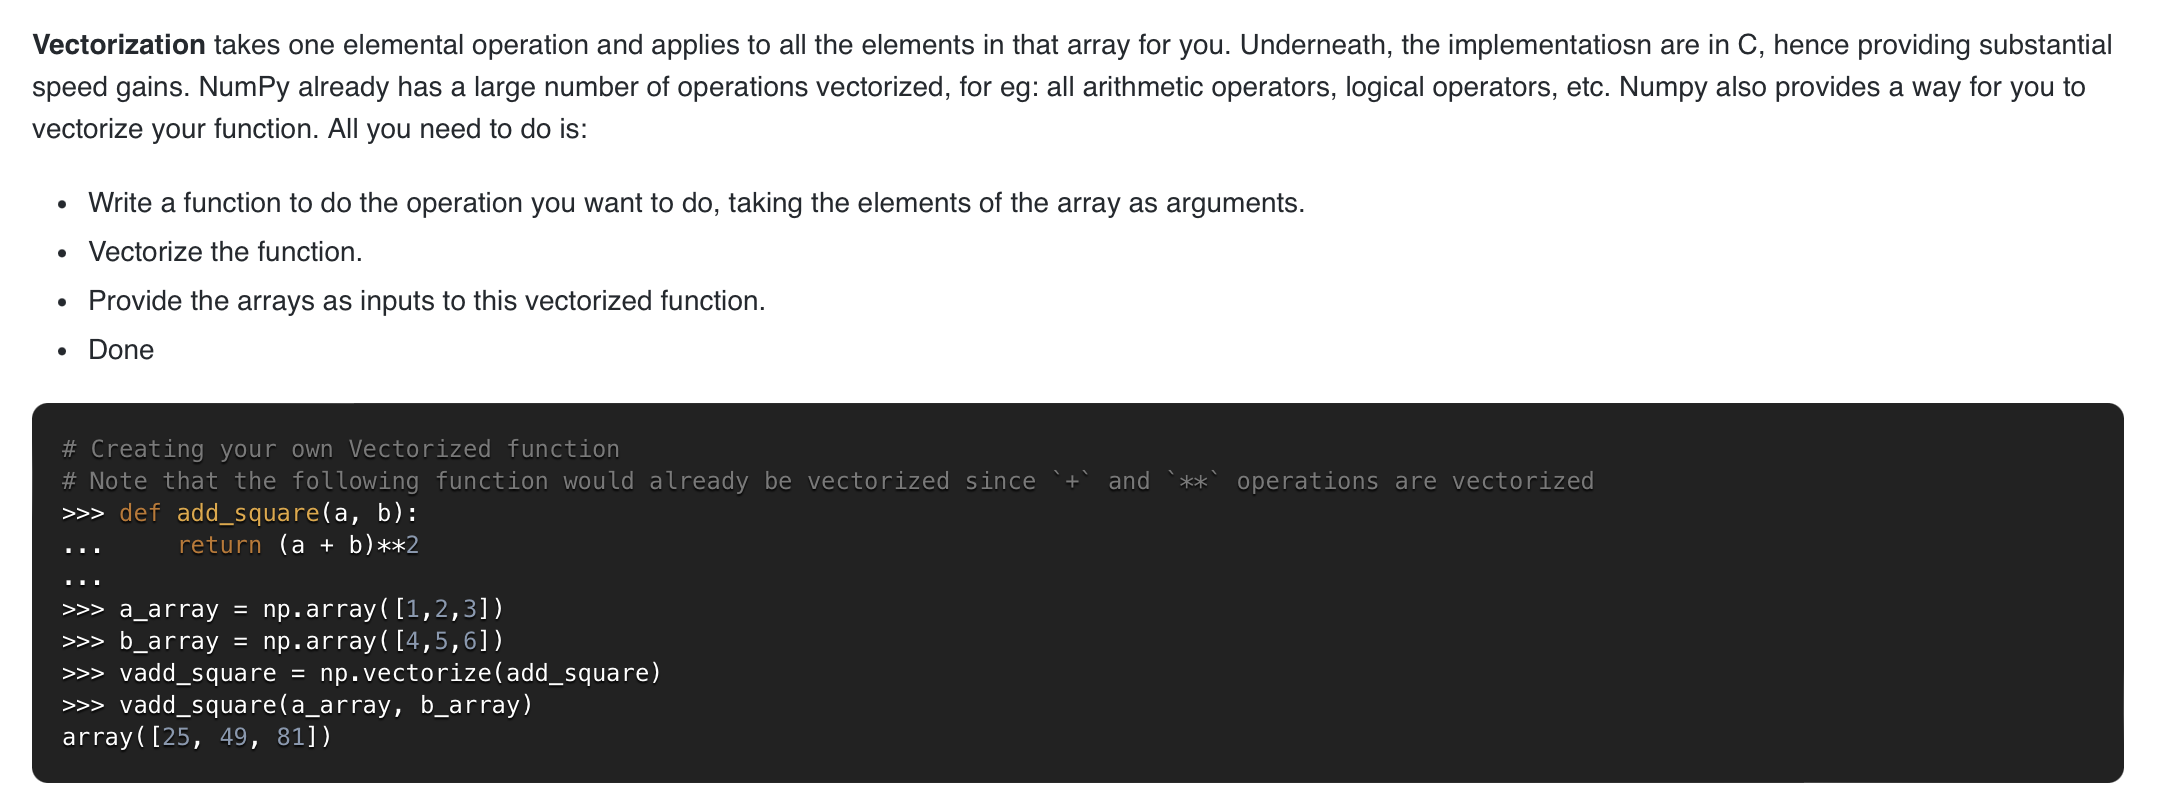 Vectorization takes one elemental operation and applies to all the elements in that array for you. Underneath, the implementatiosn are in C, hence providing substantial
speed gains. NumPy already has a large number of operations vectorized, for eg: all arithmetic operators, logical operators, etc. Numpy also provides a way for you to
vectorize your function. All you need to do is:
• Write a function to do the operation you want to do, taking the elements of the array as arguments.
• Vectorize the function.
• Provide the arrays as inputs to this vectorized function.
• Done
# Creating your own Vectorized function
# Note that the following function would already be vectorized since `+` and `**` operations are vectorized
>>> def add_square(a, b):
...     return (a + b)**2
...
>>> a_array = np.array([1,2,3])
>>> b_array = np.array([4,5,6])
>>> vadd_square = np.vectorize(add_square)
>>> vadd_square(a_array, b_array)
array([25, 49, 81])